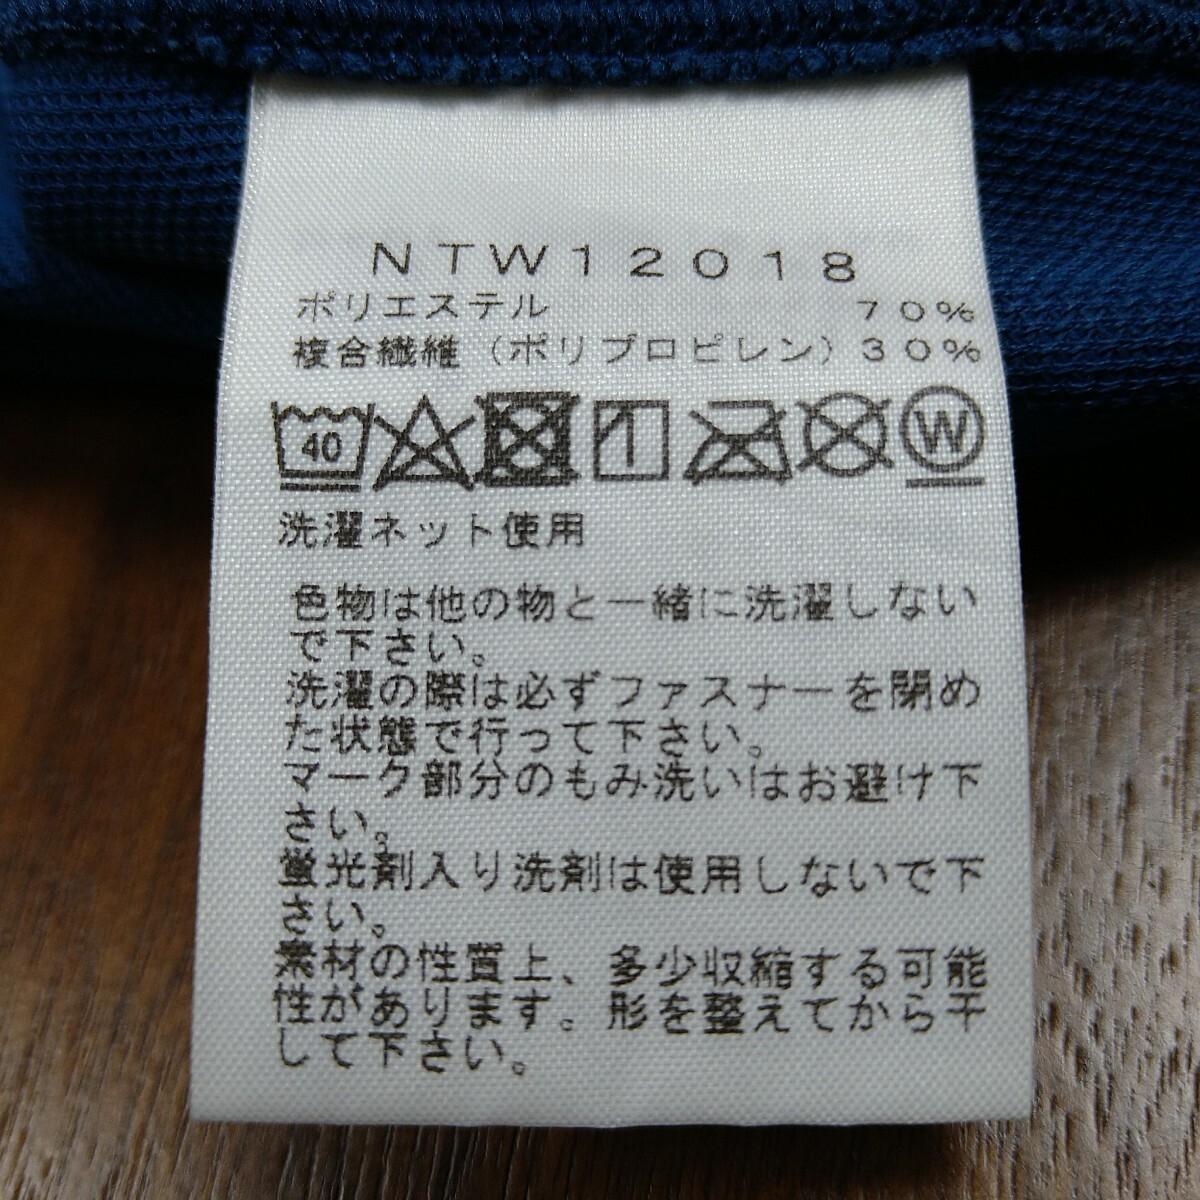 NTW12018
ポリエステル 70%
複合繊維（ポリプロピレン）30%
40 W
洗濯ネット使用
色物は他の物と一緒に洗濯しない
で下さい。
洗濯の際は必ずファスナーを閉め
た状態で行って下さい。
マーク部分のもみ洗いはお避け下
さい。
蛍光剤入り洗剤は使用しないで下
さい。
素材の性質上、多少収縮する可能
性があります。形を整えてから干
して下さい。